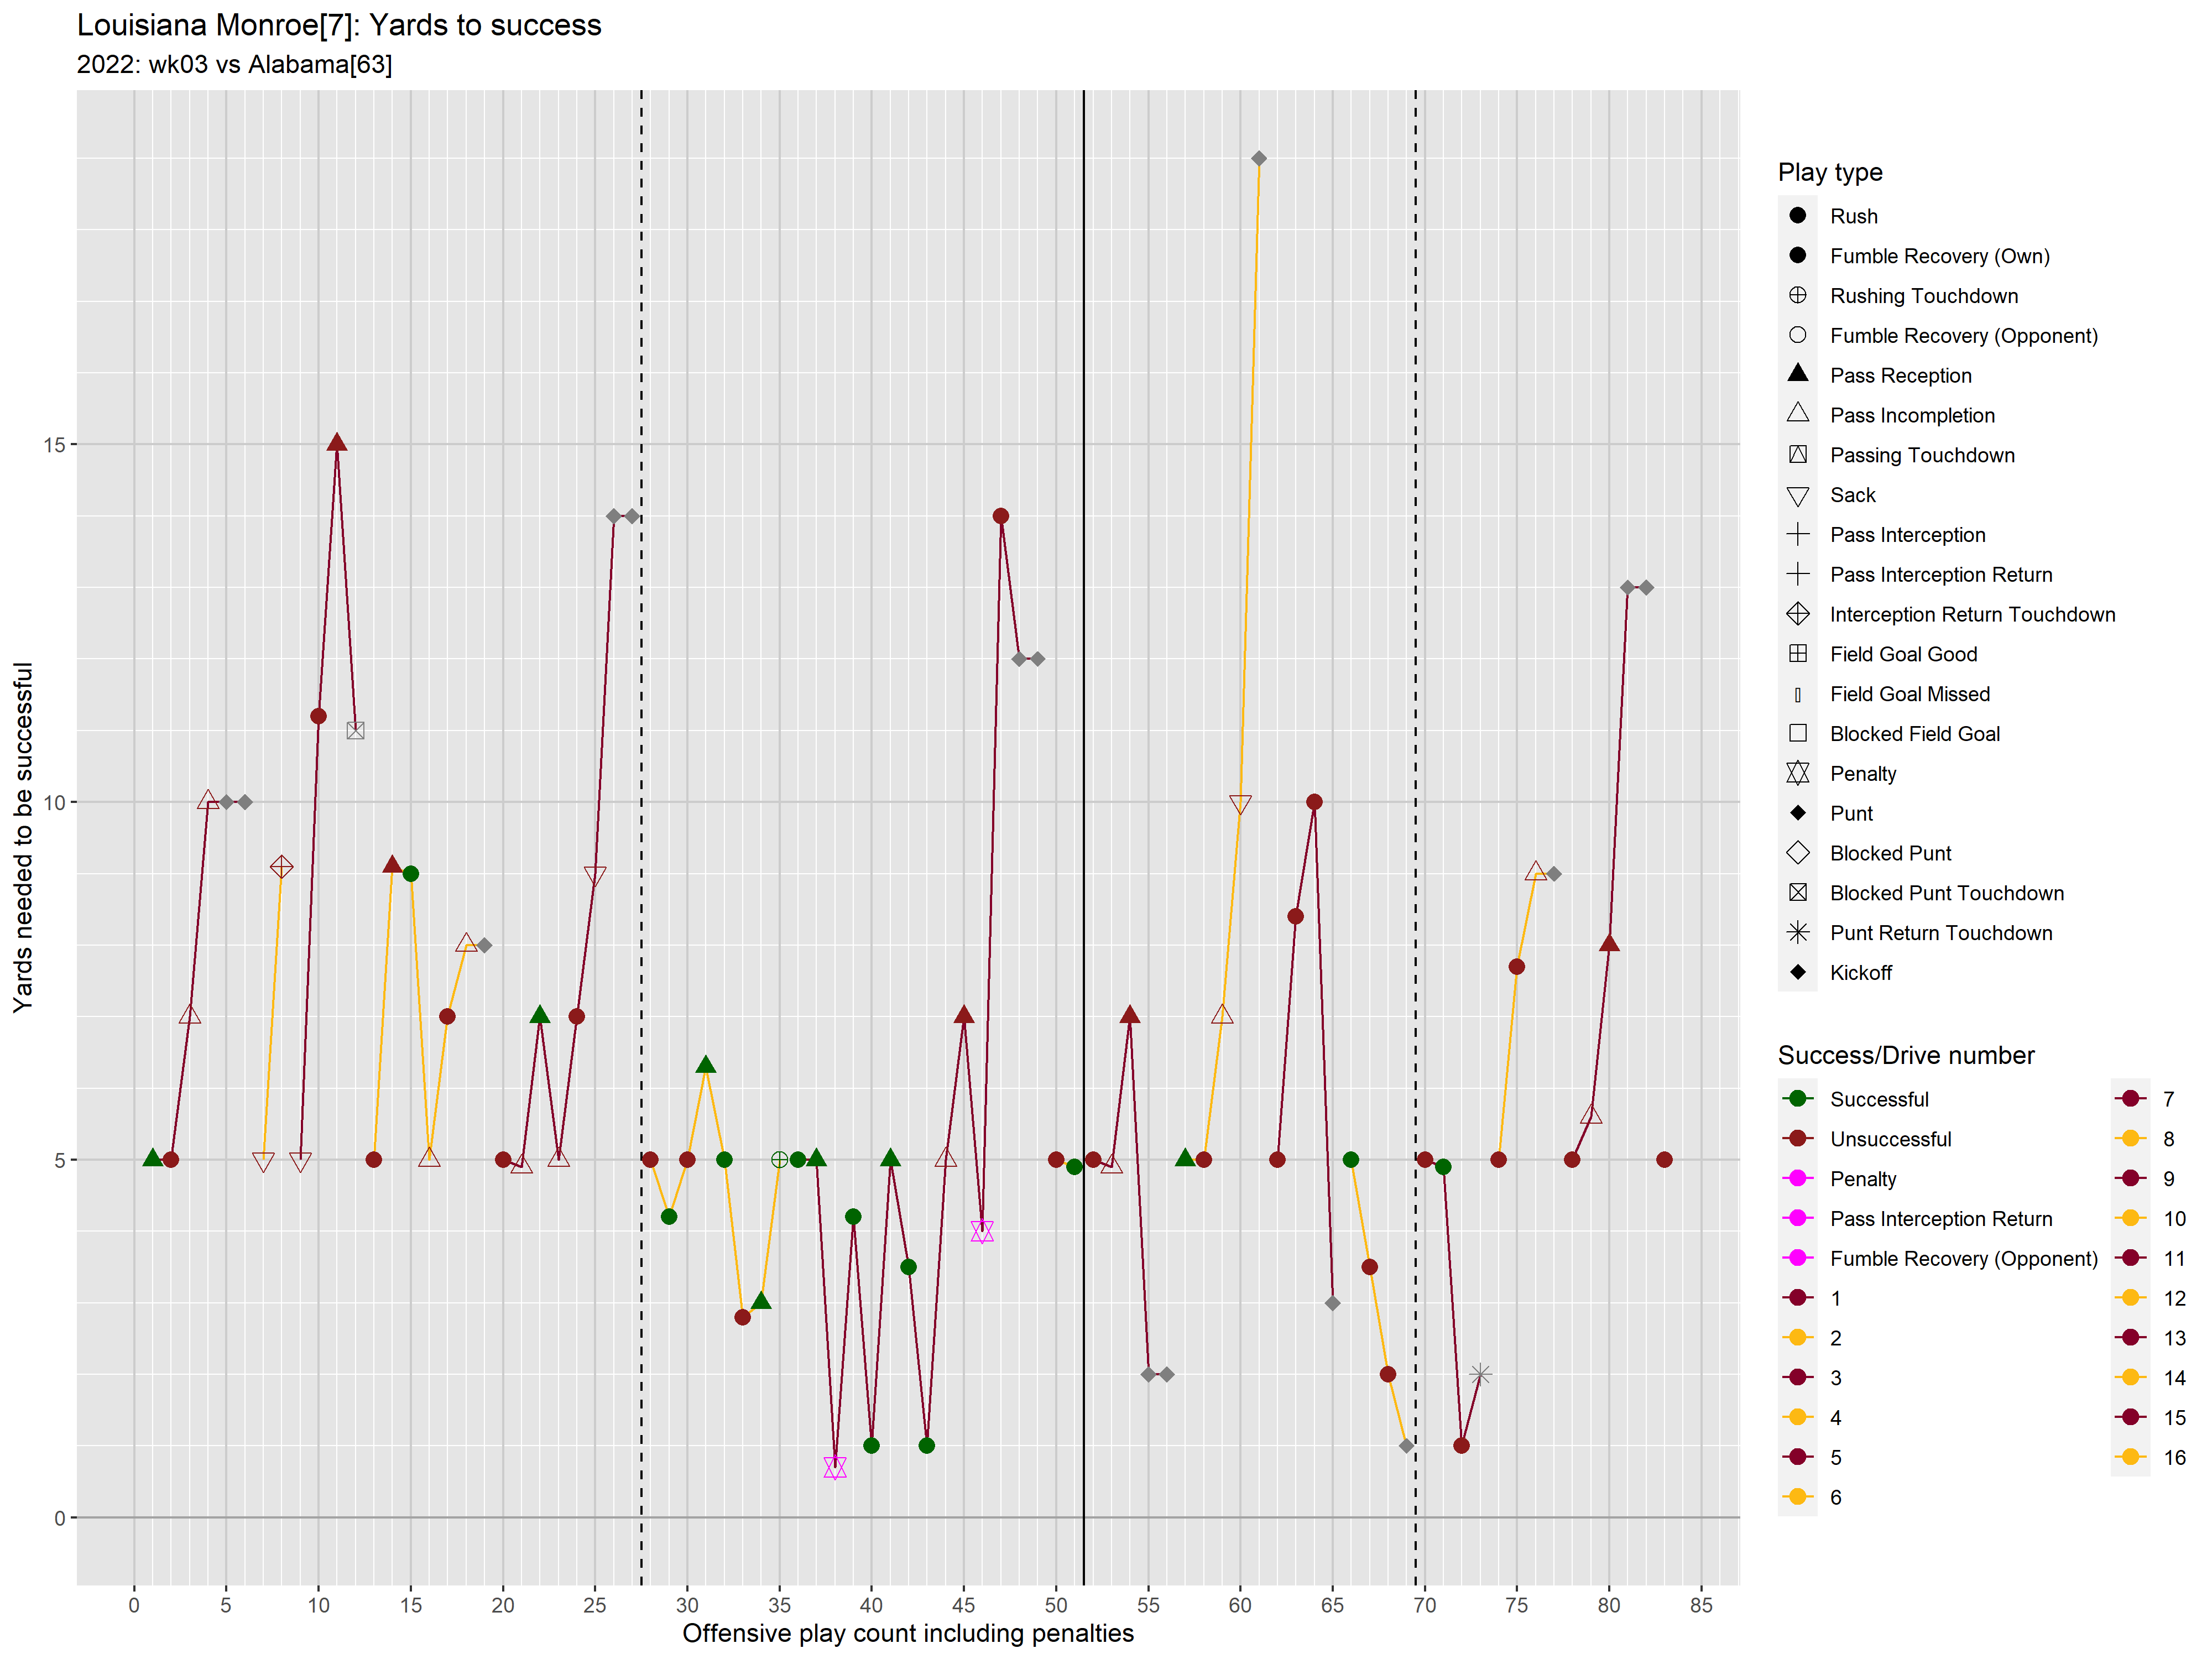 Louisiana Monroe[7]: Yards to success
2022: wk03 vs Alabama[63]
Yards needed to be successful
15
10
5
0
0 5 10 15 20 25 30 35 40 45 50 55 60 65 70 75 80 85
Offensive play count including penalties
Play type
Rush
Fumble Recovery (Own)
Rushing Touchdown
Fumble Recovery (Opponent)
Pass Reception
Pass Incompletion
Passing Touchdown
Sack
Pass Interception
Pass Interception Return
Interception Return Touchdown
Field Goal Good
Field Goal Missed
Blocked Field Goal
Penalty
Punt
Blocked Punt
Blocked Punt Touchdown
Punt Return Touchdown
Kickoff
Success/Drive number
Successful
Unsuccessful
Penalty
Pass Interception Return
Fumble Recovery (Opponent)
1
2
3
4
5
6
7
8
9
10
11
12
13
14
15
16